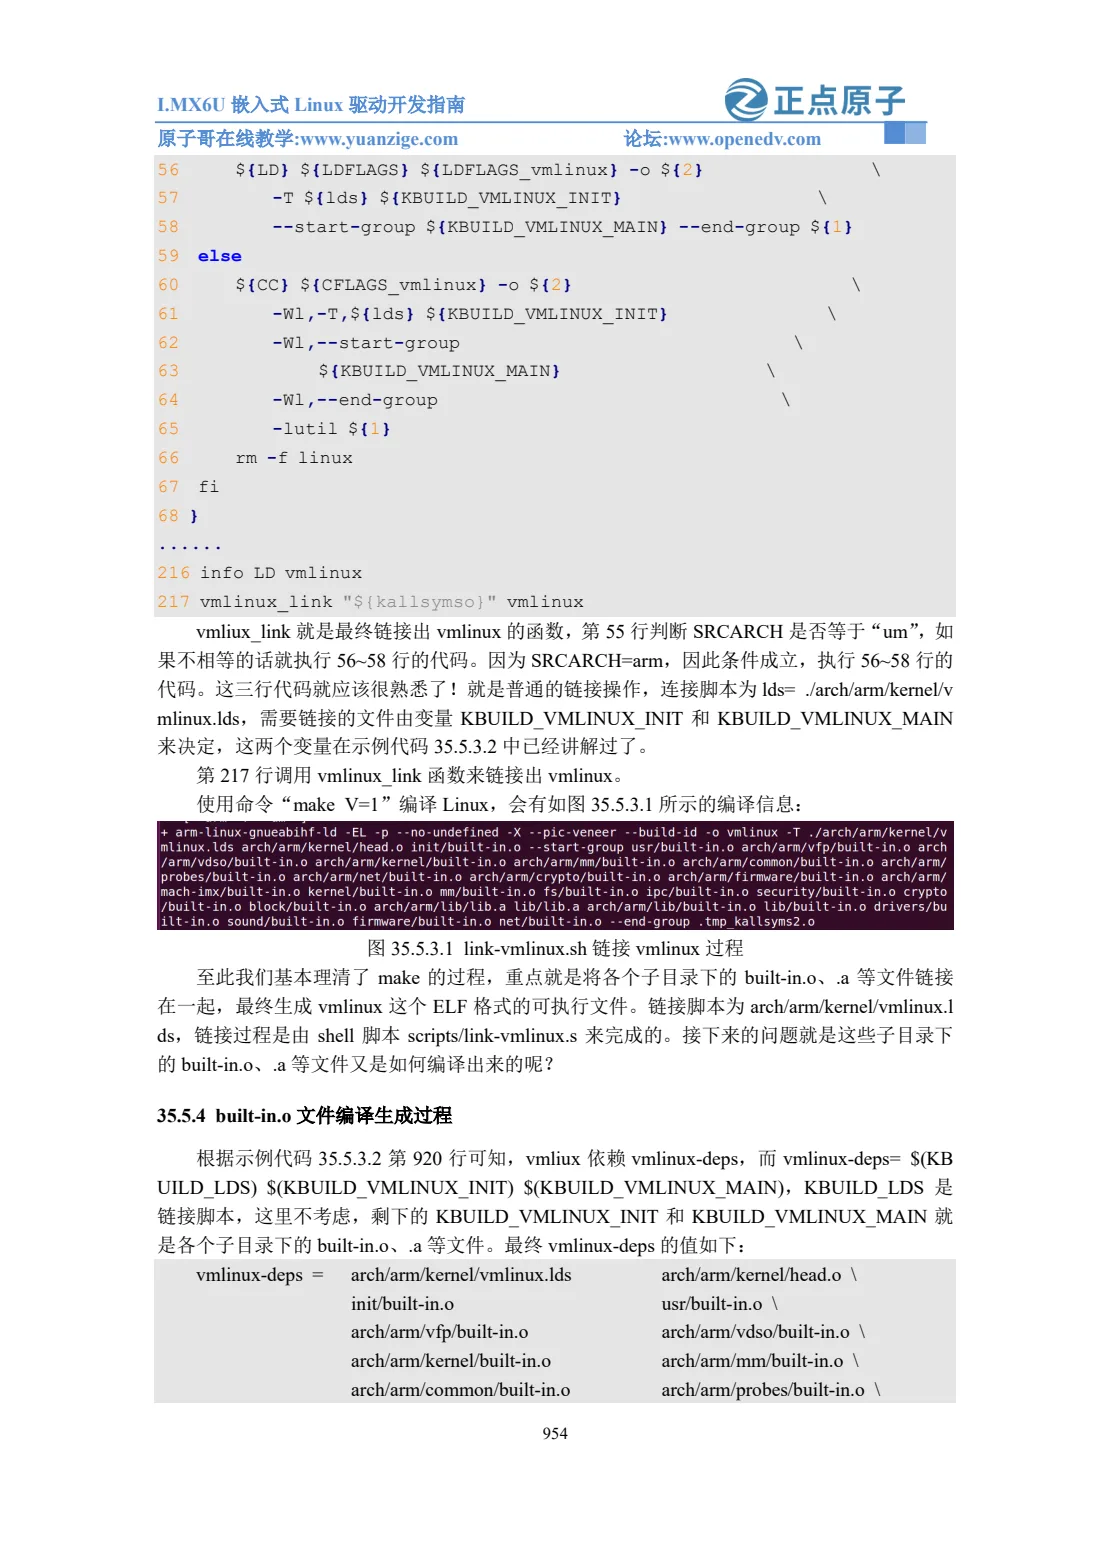 I.MX6U 嵌入式 Linux 驱动开发指南
正点原子
原子哥在线教学:www.yuanzige.com 论坛:www.openedv.com
56 ${LD} ${LDFLAGS} ${LDFLAGS_vmlinux} -o ${2} \
57 -T ${lds} ${KBUILD_VMLINUX_INIT} \
58 --start-group ${KBUILD_VMLINUX_MAIN} --end-group ${1}
59 else
60 ${CC} ${CFLAGS_vmlinux} -o ${2} \
61 -Wl,-T,${lds} ${KBUILD_VMLINUX_INIT} \
62 -Wl,--start-group \
63 ${KBUILD_VMLINUX_MAIN} \
64 -Wl,--end-group \
65 -lutil ${1}
66 rm -f linux
67 fi
68 }
......
216 info LD vmlinux
217 vmlinux_link "${kallsymso}" vmlinux
vmliux_link 就是最终链接出 vmlinux 的函数，第 55 行判断 SRCARCH 是否等于“um”，如
果不相等的话就执行 56~58 行的代码。因为 SRCARCH=arm，因此条件成立，执行 56~58 行的
代码。这三行代码就应该很熟悉了！就是普通的链接操作，连接脚本为 lds= ./arch/arm/kernel/v
mlinux.lds，需要链接的文件由变量 KBUILD_VMLINUX_INIT 和 KBUILD_VMLINUX_MAIN
来决定，这两个变量在示例代码 35.5.3.2 中已经讲解过了。
第 217 行调用 vmlinux_link 函数来链接出 vmlinux。
使用命令“make V=1”编译 Linux，会有如图 35.5.3.1 所示的编译信息：
+ arm-linux-gnueabihf-ld -EL -p --no-undefined -X --pic-veneer --build-id -o vmlinux -T ./arch/arm/kernel/v
mlinux.lds arch/arm/kernel/head.o init/built-in.o --start-group usr/built-in.o arch/arm/vfp/built-in.o arch
/arm/vdso/built-in.o arch/arm/kernel/built-in.o arch/arm/mm/built-in.o arch/arm/common/built-in.o arch/arm/
probes/built-in.o arch/arm/net/built-in.o arch/arm/crypto/built-in.o arch/arm/firmware/built-in.o arch/arm/
mach-imx/built-in.o kernel/built-in.o mm/built-in.o fs/built-in.o ipc/built-in.o security/built-in.o crypto
/built-in.o block/built-in.o arch/arm/lib/lib.a lib/lib.a arch/arm/lib/built-in.o lib/built-in.o drivers/bu
ilt-in.o sound/built-in.o firmware/built-in.o net/built-in.o --end-group .tmp_kallsyms2.o
图 35.5.3.1 link-vmlinux.sh 链接 vmlinux 过程
至此我们基本理清了 make 的过程，重点就是将各个子目录下的 built-in.o、.a 等文件链接
在一起，最终生成 vmlinux 这个 ELF 格式的可执行文件。链接脚本为 arch/arm/kernel/vmlinux.l
ds，链接过程是由 shell 脚本 scripts/link-vmlinux.s 来完成的。接下来的问题就是这些子目录下
的 built-in.o、.a 等文件又是如何编译出来的呢？
35.5.4 built-in.o 文件编译生成过程
根据示例代码 35.5.3.2 第 920 行可知，vmliux 依赖 vmlinux-deps，而 vmlinux-deps= $(KB
UILD_LDS) $(KBUILD_VMLINUX_INIT) $(KBUILD_VMLINUX_MAIN)，KBUILD_LDS 是
链接脚本，这里不考虑，剩下的 KBUILD_VMLINUX_INIT 和 KBUILD_VMLINUX_MAIN 就
是各个子目录下的 built-in.o、.a 等文件。最终 vmlinux-deps 的值如下：
vmlinux-deps = arch/arm/kernel/vmlinux.lds arch/arm/kernel/head.o \
init/built-in.o usr/built-in.o \
arch/arm/vfp/built-in.o arch/arm/vdso/built-in.o \
arch/arm/kernel/built-in.o arch/arm/mm/built-in.o \
arch/arm/common/built-in.o arch/arm/probes/built-in.o \
954